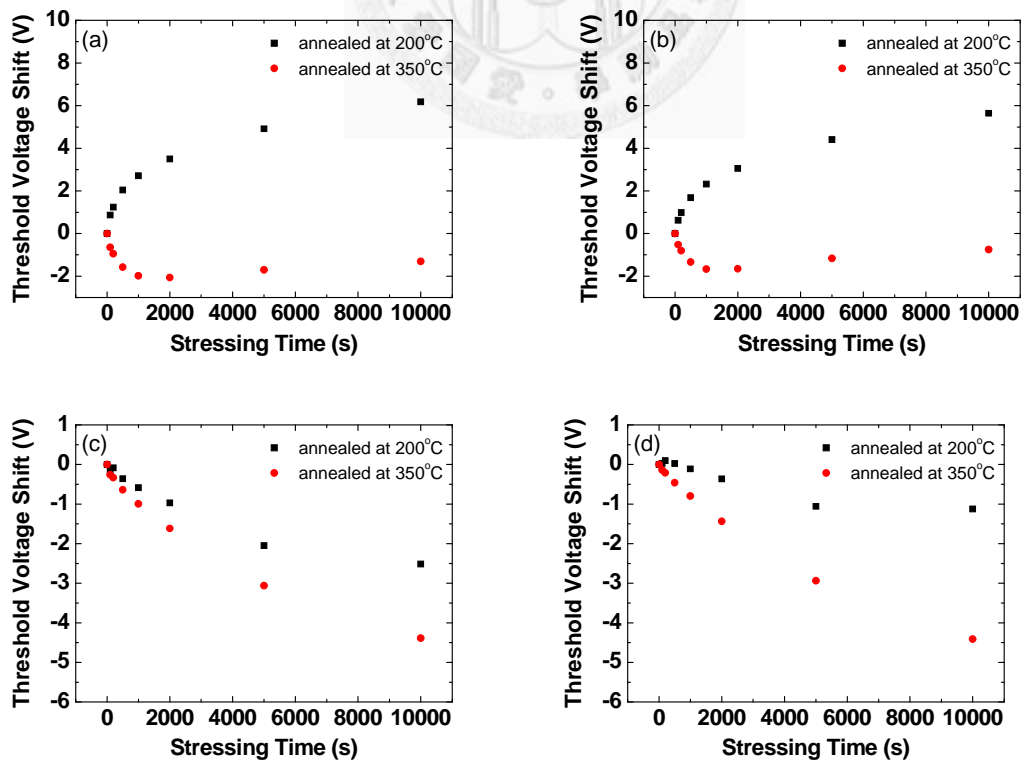 (a)
annealed at 200°C
annealed at 350°C
Threshold Voltage Shift (V)
10
8
6
4
2
0
-2
0 2000 4000 6000 8000 10000
Stressing Time (s)
(b)
annealed at 200°C
annealed at 350°C
Threshold Voltage Shift (V)
10
8
6
4
2
0
-2
0 2000 4000 6000 8000 10000
Stressing Time (s)
(c)
annealed at 200°C
annealed at 350°C
Threshold Voltage Shift (V)
1
0
-1
-2
-3
-4
-5
-6
0 2000 4000 6000 8000 10000
Stressing Time (s)
(d)
annealed at 200°C
annealed at 350°C
Threshold Voltage Shift (V)
1
0
-1
-2
-3
-4
-5
-6
0 2000 4000 6000 8000 10000
Stressing Time (s)